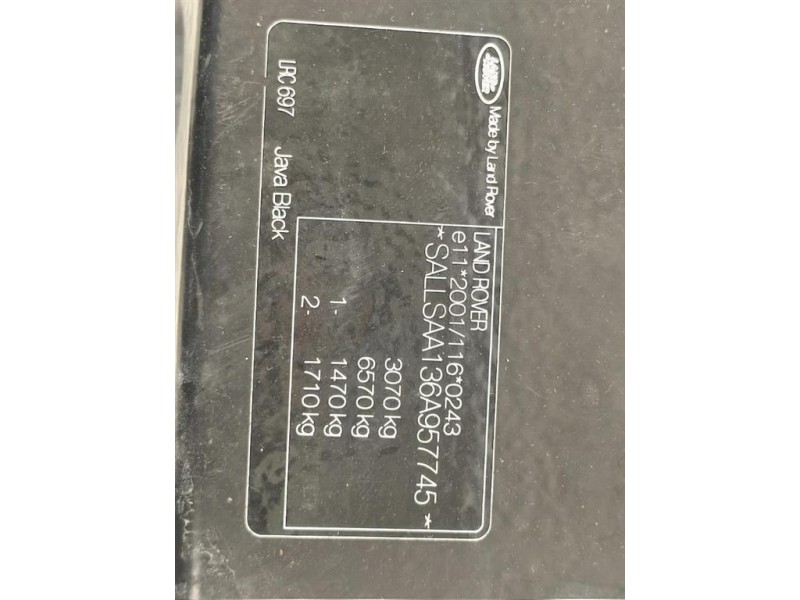 LAND ROVER
Made by Land Rover
LAND ROVER
e11*2001/116*0243
*SALLSAA136A957745*
3070 kg
6570 kg
1- 1470 kg
2- 1710 kg
LRC 697 Java Black